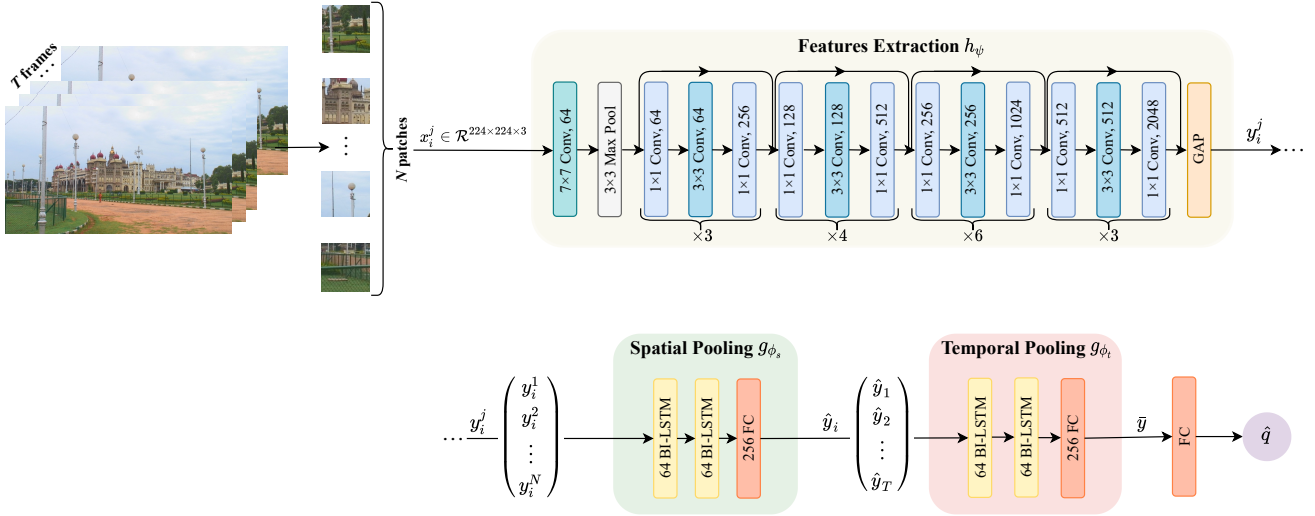 T frames
...
⋮
N patches
x_i^j ∈ R^{224×224×3}
Features Extraction h_ψ
7×7 Conv, 64
3×3 Max Pool
1×1 Conv, 64
3×3 Conv, 64
1×1 Conv, 256
×3
1×1 Conv, 128
3×3 Conv, 128
1×1 Conv, 512
×4
1×1 Conv, 256
3×3 Conv, 256
1×1 Conv, 1024
×6
1×1 Conv, 512
3×3 Conv, 512
1×1 Conv, 2048
×3
GAP
y_i^j
...
... y_i^j
y_i^1
y_i^2
⋮
y_i^N
Spatial Pooling g_{ϕ_s}
64 BI-LSTM
64 BI-LSTM
256 FC
ŷ_i
ŷ_1
ŷ_2
⋮
ŷ_T
Temporal Pooling g_{ϕ_t}
64 BI-LSTM
64 BI-LSTM
256 FC
ȳ
FC
q̂